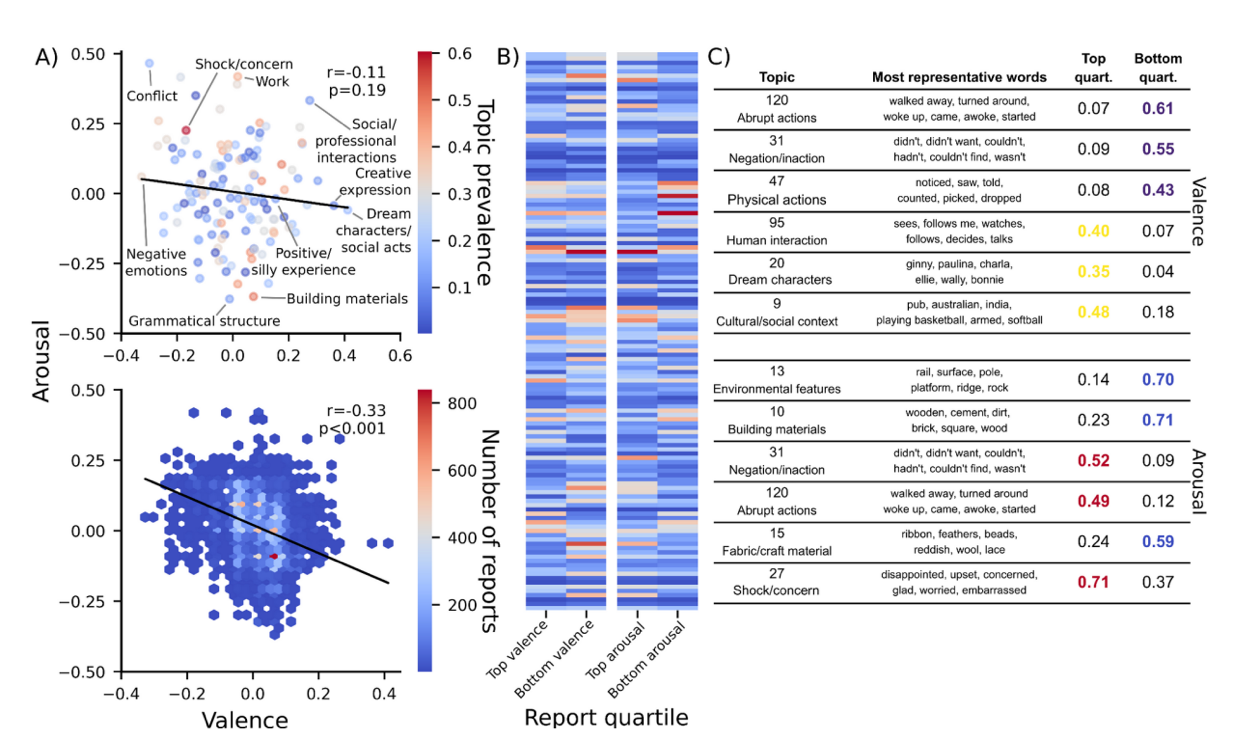 A)
0.50
0.25
0.00
−0.25
−0.50
−0.4
−0.2
0.0
0.2
0.4
0.6
Shock/concern
Work
Conflict
r=-0.11
p=0.19
Social/
professional
interactions
Creative
expression
Dream
characters/
social acts
Negative
emotions
Positive/
silly experience
Building materials
Grammatical structure
0.6
0.5
0.4
0.3
0.2
0.1
Topic prevalence
Arousal
0.50
0.25
0.00
−0.25
−0.50
−0.4
−0.2
0.0
0.2
0.4
r=-0.33
p<0.001
Valence
800
600
400
200
Number of reports
B)
Top valence
Bottom valence
Top arousal
Bottom arousal
Report quartile
C)
Topic Most representative words Top quart. Bottom quart.
120
Abrupt actions
walked away, turned around,
woke up, came, awoke, started
0.07 0.61
31
Negation/inaction
didn't, didn't want, couldn't,
hadn't, couldn't find, wasn't
0.09 0.55
47
Physical actions
noticed, saw, told,
counted, picked, dropped
0.08 0.43
95
Human interaction
sees, follows me, watches,
follows, decides, talks
0.40 0.07
20
Dream characters
ginny, paulina, charla,
ellie, wally, bonnie
0.35 0.04
9
Cultural/social context
pub, australian, india,
playing basketball, armed, softball
0.48 0.18
Valence
13
Environmental features
rail, surface, pole,
platform, ridge, rock
0.14 0.70
10
Building materials
wooden, cement, dirt,
brick, square, wood
0.23 0.71
31
Negation/inaction
didn't, didn't want, couldn't,
hadn't, couldn't find, wasn't
0.52 0.09
120
Abrupt actions
walked away, turned around
woke up, came, awoke, started
0.49 0.12
15
Fabric/craft material
ribbon, feathers, beads,
reddish, wool, lace
0.24 0.59
27
Shock/concern
disappointed, upset, concerned,
glad, worried, embarrassed
0.71 0.37
Arousal